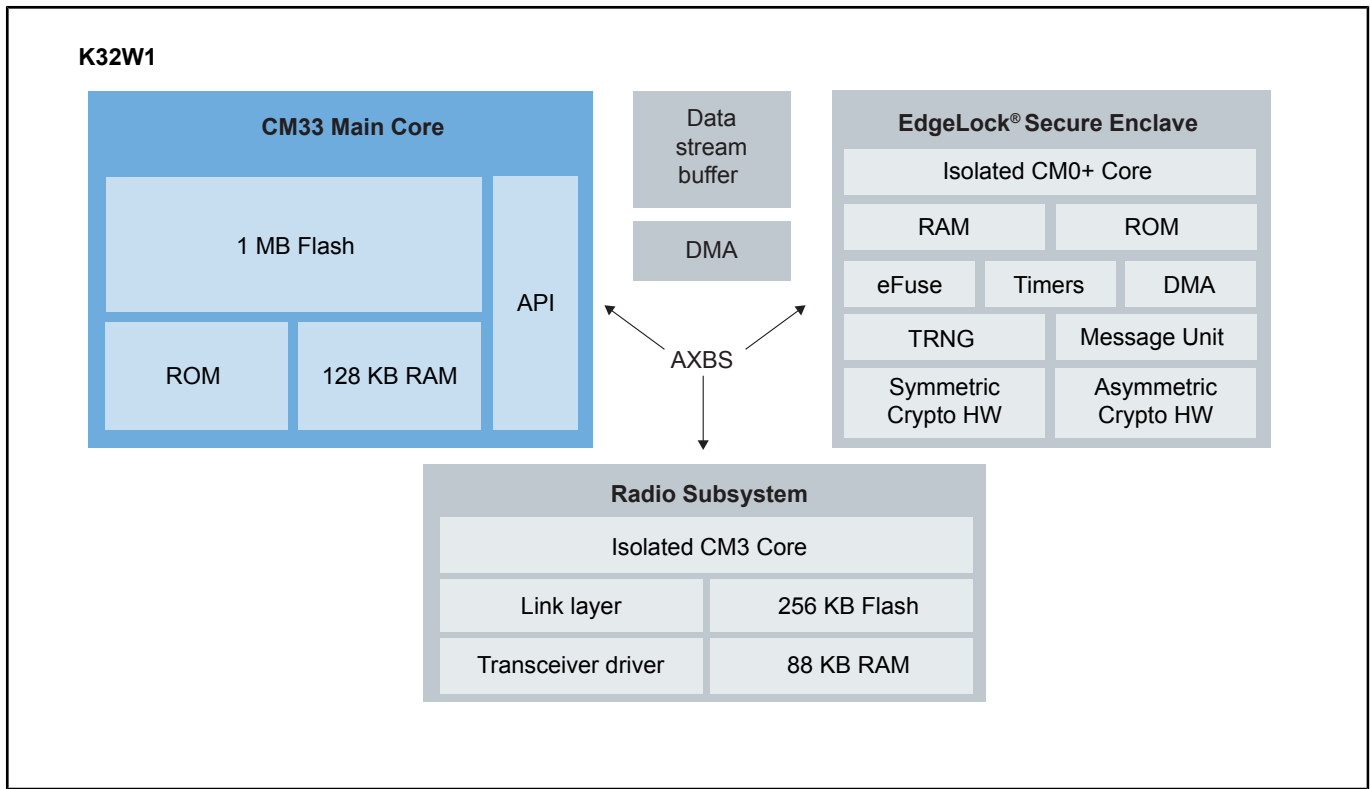 K32W1
CM33 Main Core
1 MB Flash
API
ROM
128 KB RAM
Data
stream
buffer
DMA
AXBS
EdgeLock® Secure Enclave
Isolated CM0+ Core
RAM
ROM
eFuse
Timers
DMA
TRNG
Message Unit
Symmetric
Crypto HW
Asymmetric
Crypto HW
Radio Subsystem
Isolated CM3 Core
Link layer
256 KB Flash
Transceiver driver
88 KB RAM